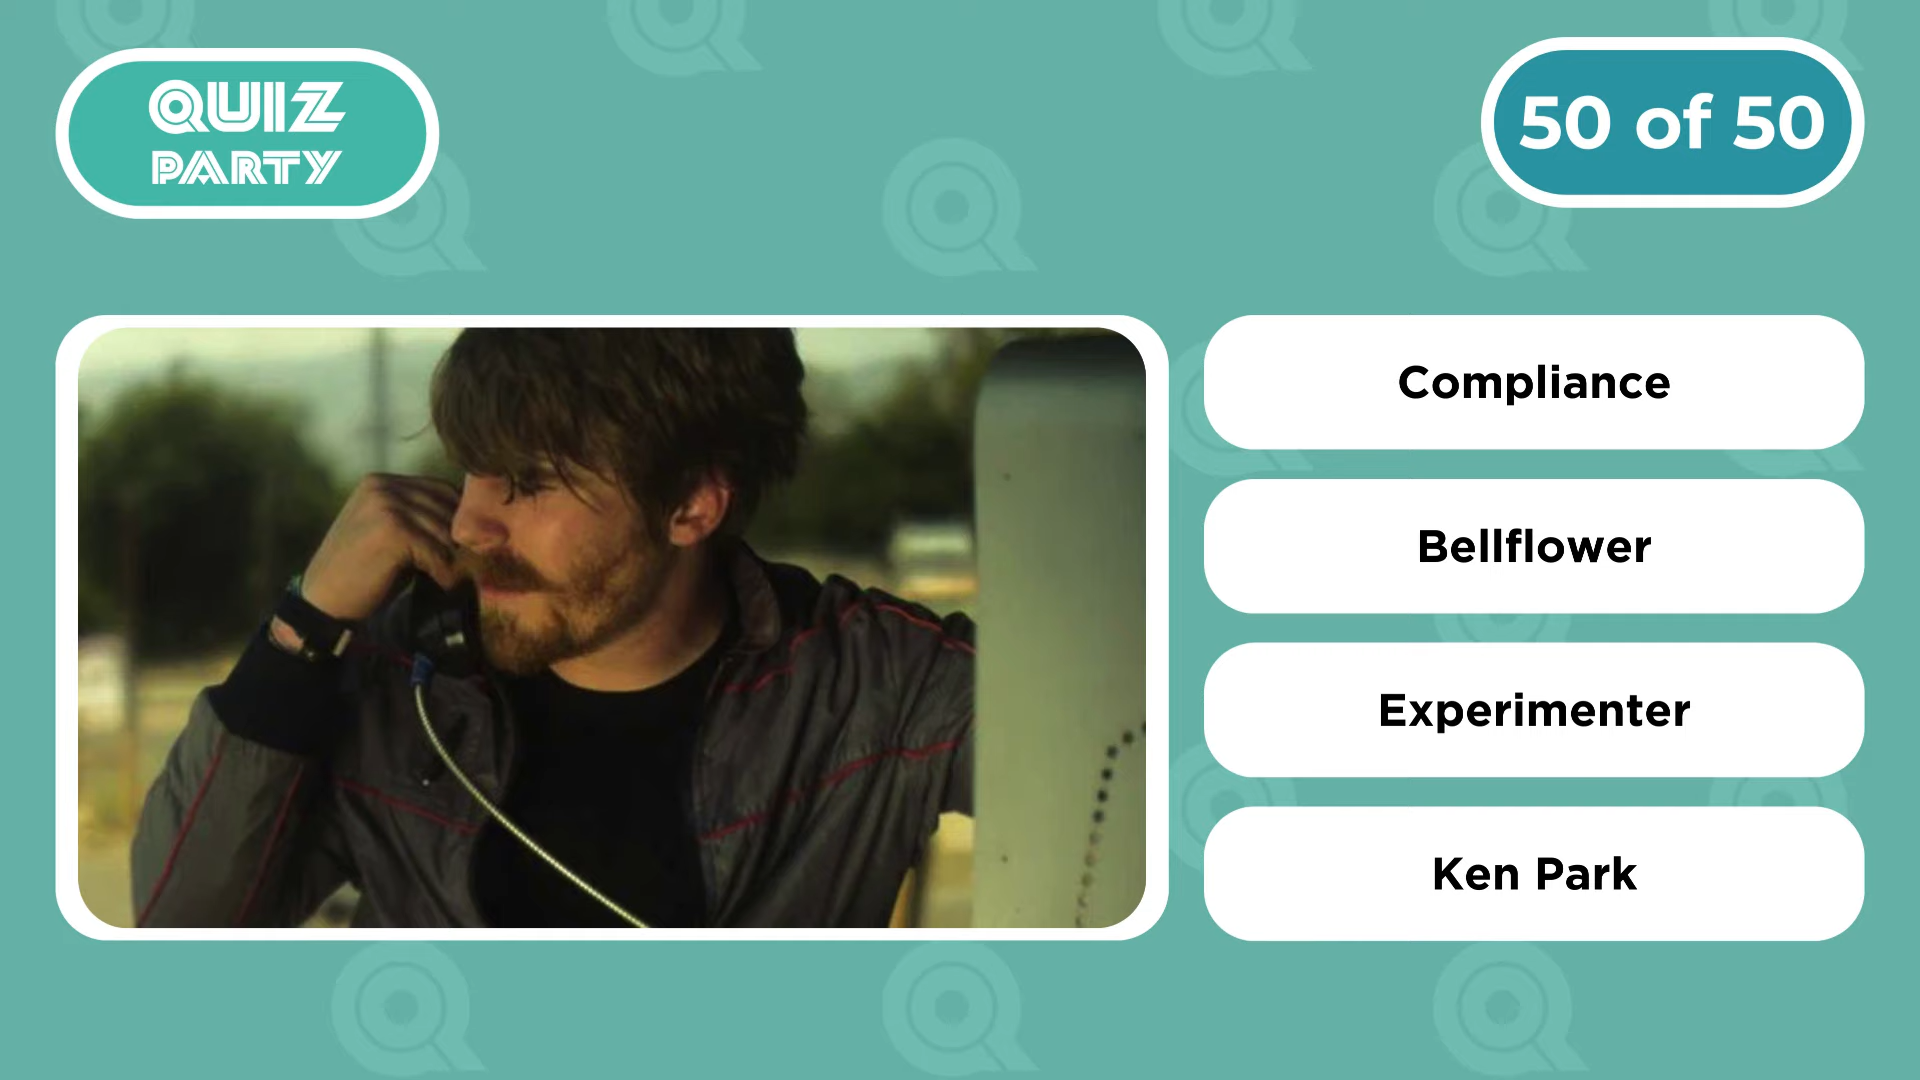 QUIZ
PARTY
50 of 50
Compliance
Bellflower
Experimenter
Ken Park